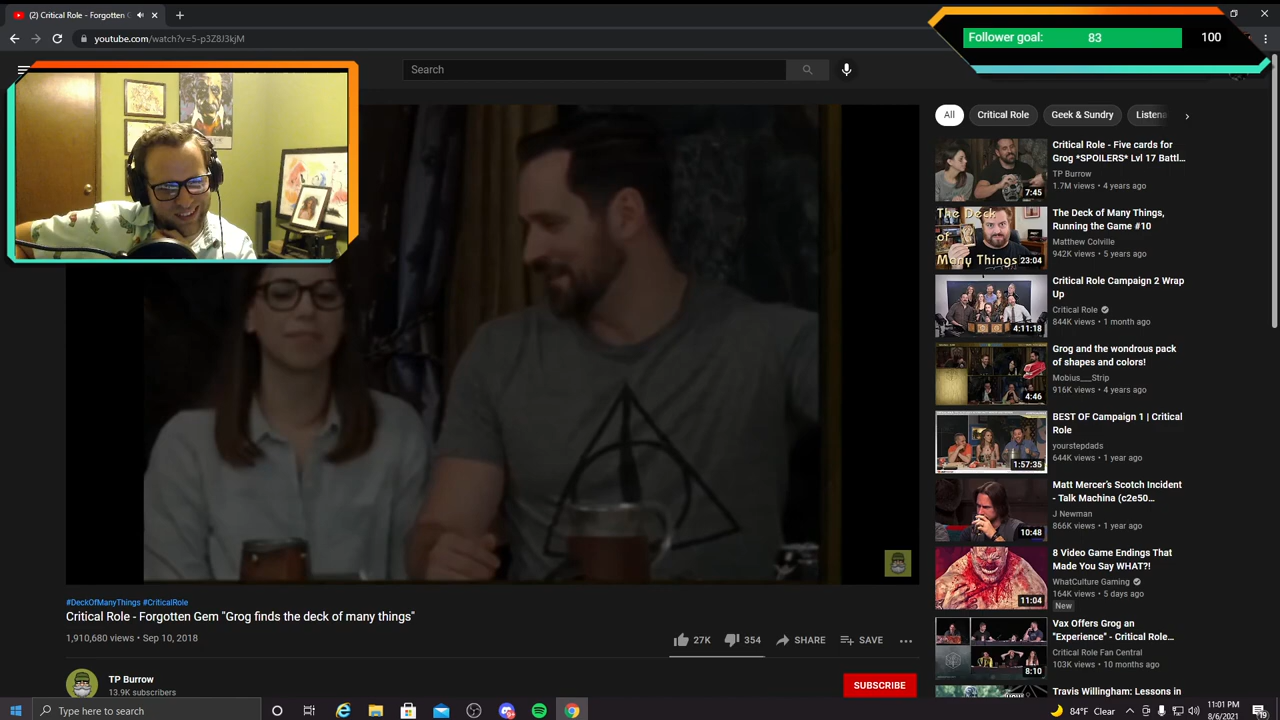 (2) Critical Role - Forgotten G
youtube.com/watch?v=5-p3Z8J3kjM
Follower goal: 83 100
Search
All
Critical Role
Geek & Sundry
Listena
Critical Role - Five cards for
Grog *SPOILERS* Lvl 17 Battl...
TP Burrow
1.7M views • 4 years ago
7:45
The Deck
of
Many Things
23:04
The Deck of Many Things,
Running the Game #10
Matthew Colville
942K views • 5 years ago
Critical Role Campaign 2 Wrap
Up
Critical Role
844K views • 1 month ago
4:11:18
Grog and the wondrous pack
of shapes and colors!
Mobius___Strip
916K views • 4 years ago
4:46
BEST OF Campaign 1 | Critical
Role
yourstepdads
644K views • 1 year ago
1:57:35
Matt Mercer's Scotch Incident
- Talk Machina (c2e50...
J Newman
866K views • 1 year ago
10:48
8 Video Game Endings That
Made You Say WHAT?!
WhatCulture Gaming
164K views • 5 days ago
New
11:04
Vax Offers Grog an
"Experience" - Critical Role...
Critical Role Fan Central
103K views • 10 months ago
8:10
Travis Willingham: Lessons in
#DeckOfManyThings #CriticalRole
Critical Role - Forgotten Gem "Grog finds the deck of many things"
1,910,680 views • Sep 10, 2018
27K
354
SHARE
SAVE
TP Burrow
13.9K subscribers
SUBSCRIBE
Type here to search
84°F Clear
11:01 PM
8/6/2021